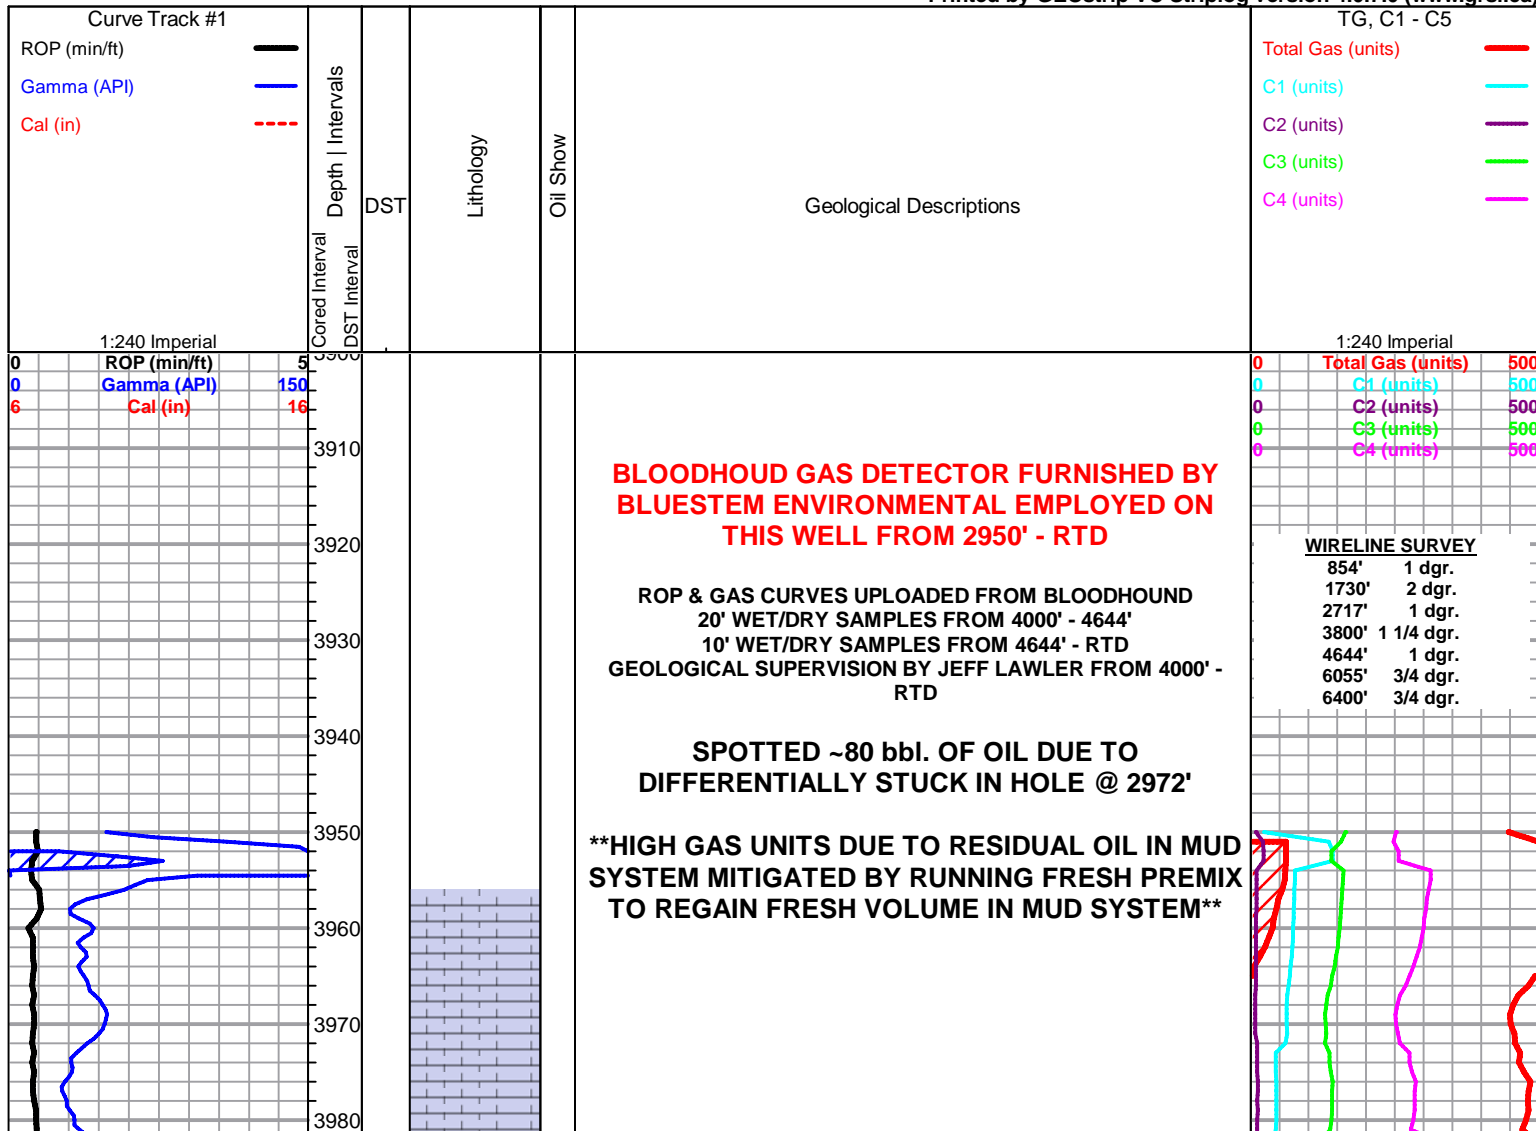 Curve Track #1
ROP (min/ft)
Gamma (API)
Cal (in)
1:240 Imperial
Depth | Intervals
Cored Interval
DST Interval
DST
Lithology
Oil Show
Geological Descriptions
TG, C1 - C5
Total Gas (units)
C1 (units)
C2 (units)
C3 (units)
C4 (units)
1:240 Imperial
0 ROP (min/ft) 5
0 Gamma (API) 150
6 Cal (in) 16
0 Total Gas (units) 500
0 C1 (units) 500
0 C2 (units) 500
0 C3 (units) 500
0 C4 (units) 500
3900
3910
3920
3930
3940
3950
3960
3970
3980
BLOODHOUD GAS DETECTOR FURNISHED BY
BLUESTEM ENVIRONMENTAL EMPLOYED ON
THIS WELL FROM 2950' - RTD
ROP & GAS CURVES UPLOADED FROM BLOODHOUND
20' WET/DRY SAMPLES FROM 4000' - 4644'
10' WET/DRY SAMPLES FROM 4644' - RTD
GEOLOGICAL SUPERVISION BY JEFF LAWLER FROM 4000' -
RTD
SPOTTED ~80 bbl. OF OIL DUE TO
DIFFERENTIALLY STUCK IN HOLE @ 2972'
**HIGH GAS UNITS DUE TO RESIDUAL OIL IN MUD
SYSTEM MITIGATED BY RUNNING FRESH PREMIX
TO REGAIN FRESH VOLUME IN MUD SYSTEM**
WIRELINE SURVEY
854' 1 dgr.
1730' 2 dgr.
2717' 1 dgr.
3800' 1 1/4 dgr.
4644' 1 dgr.
6055' 3/4 dgr.
6400' 3/4 dgr.